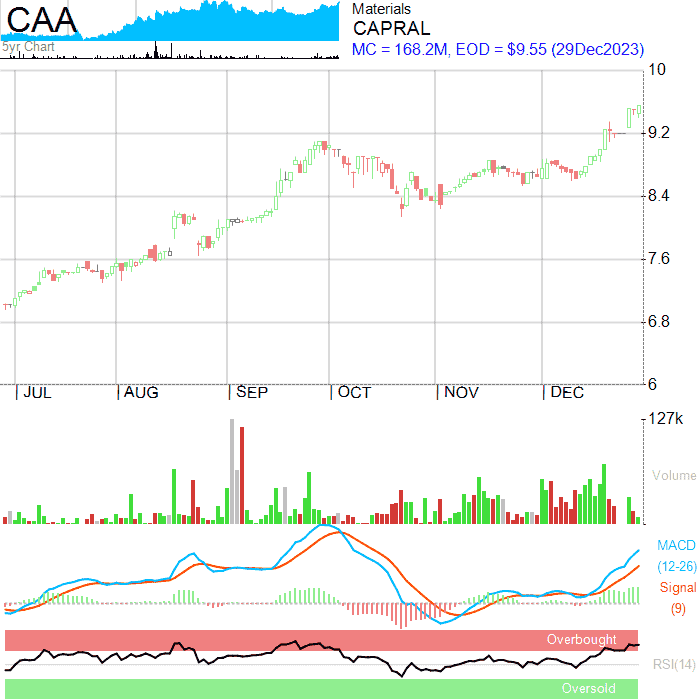 CAA
5yr Chart
Materials
CAPRAL
MC = 168.2M, EOD = $9.55 (29Dec2023)
10
9.2
8.4
7.6
6.8
6
JUL AUG SEP OCT NOV DEC
127k
Volume
MACD
(12-26)
Signal
(9)
Overbought
RSI(14)
Oversold